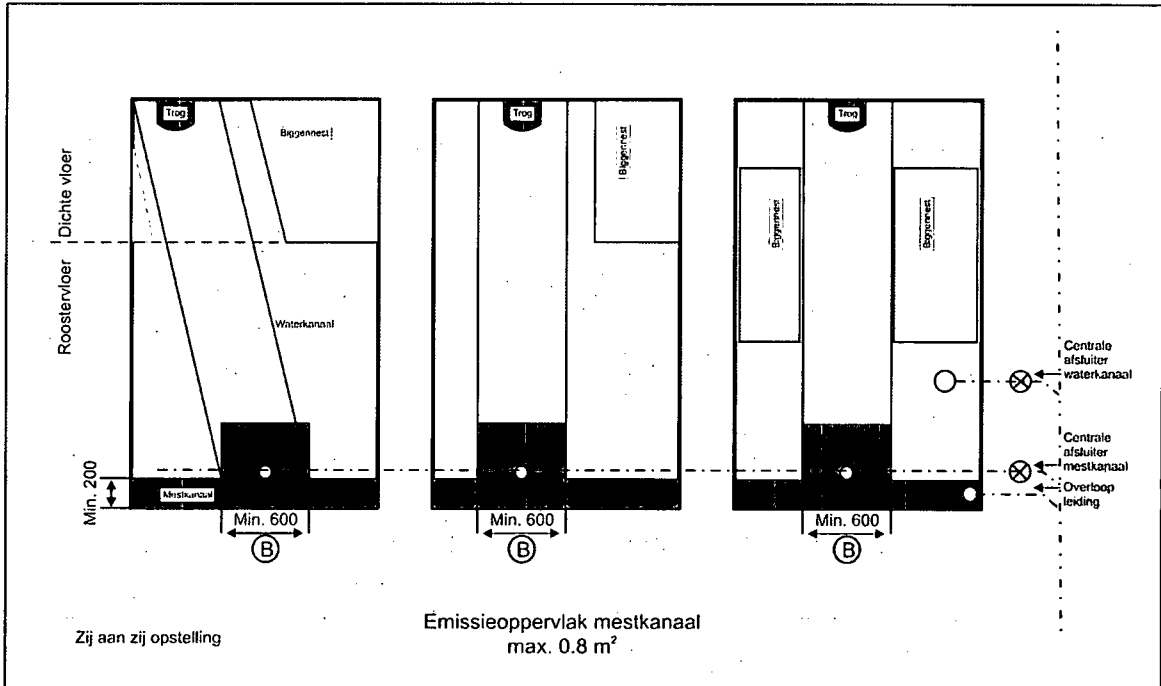 Trog
Trog
Trog
Biggennest
Biggennest
Biggennest
Biggennest
Dichte vloer
Roostervloer
Waterkanaal
Centrale
afsluiter
waterkanaal
Centrale
afsluiter
mestkanaal
Overloop
leiding
Min. 200
Mestkanaal
Min. 600
Min. 600
Min. 600
B
B
B
Emissieoppervlak mestkanaal
max. 0.8 m²
Zij aan zij opstelling